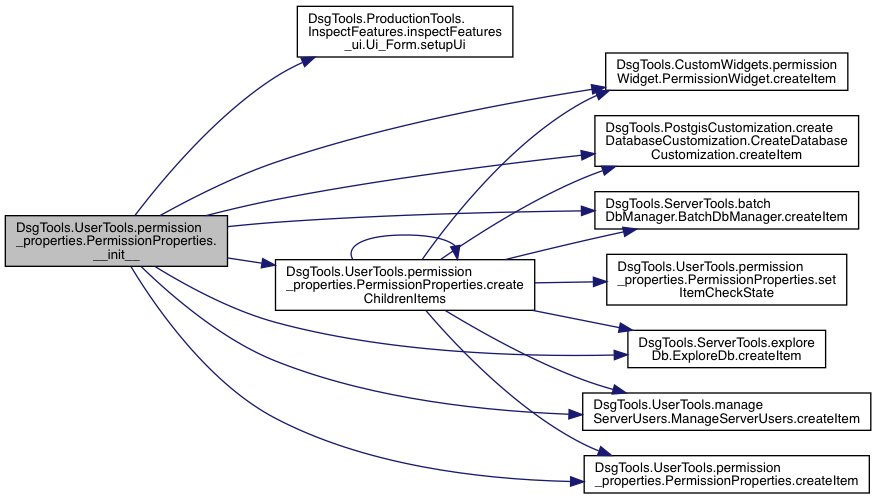 DsgTools.ProductionTools.
InspectFeatures.inspectFeatures
_ui.Ui_Form.setupUi
DsgTools.CustomWidgets.permission
Widget.PermissionWidget.createItem
DsgTools.PostgisCustomization.create
DatabaseCustomization.CreateDatabase
Customization.createItem
DsgTools.ServerTools.batch
DbManager.BatchDbManager.createItem
DsgTools.UserTools.permission
_properties.PermissionProperties.
__init__
DsgTools.UserTools.permission
_properties.PermissionProperties.create
ChildrenItems
DsgTools.UserTools.permission
_properties.PermissionProperties.set
ItemCheckState
DsgTools.ServerTools.explore
Db.ExploreDb.createItem
DsgTools.UserTools.manage
ServerUsers.ManageServerUsers.createItem
DsgTools.UserTools.permission
_properties.PermissionProperties.createItem